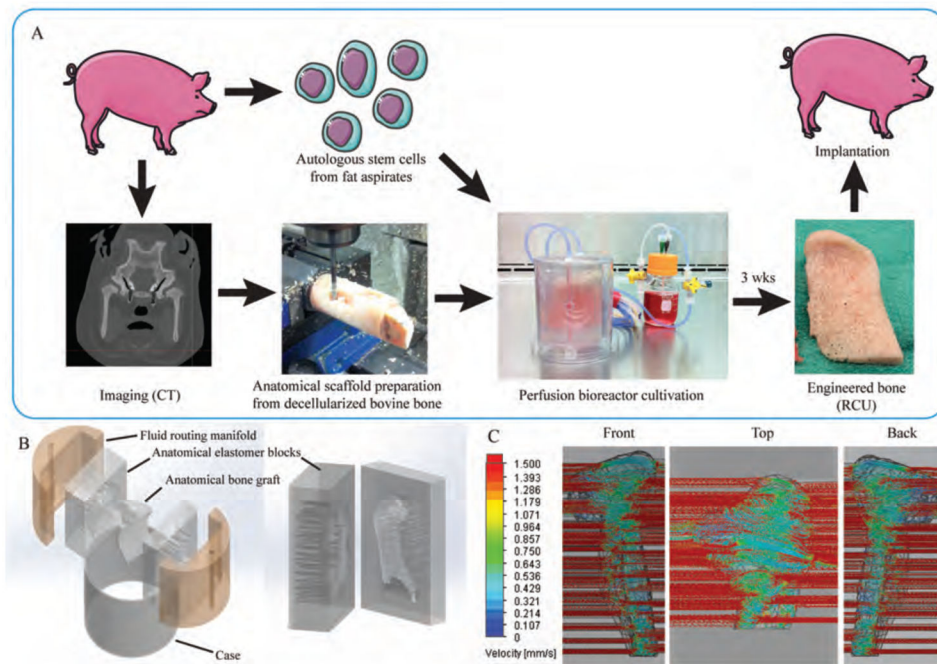 A
Autologous stem cells
from fat aspirates
Implantation
3 wks
Imaging (CT)
Anatomical scaffold preparation
from decellularized bovine bone
Perfusion bioreactor cultivation
Engineered bone
(RCU)
B
Fluid routing manifold
Anatomical elastomer blocks
Anatomical bone graft
Case
C
Front
Top
Back
1.500
1.393
1.286
1.179
1.071
0.964
0.857
0.750
0.643
0.536
0.429
0.321
0.214
0.107
0
Velocity [mm/s]